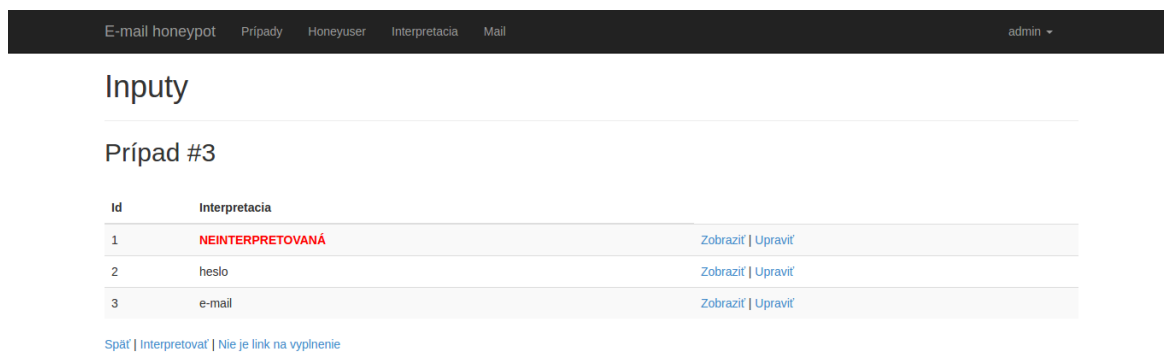 E-mail honeypot Prípady Honeyuser Interpretacia Mail admin
Inputy
Prípad #3
Id Interpretacia
1 NEINTERPRETOVANÁ Zobraziť | Upraviť
2 heslo Zobraziť | Upraviť
3 e-mail Zobraziť | Upraviť
Späť | Interpretovať | Nie je link na vyplnenie